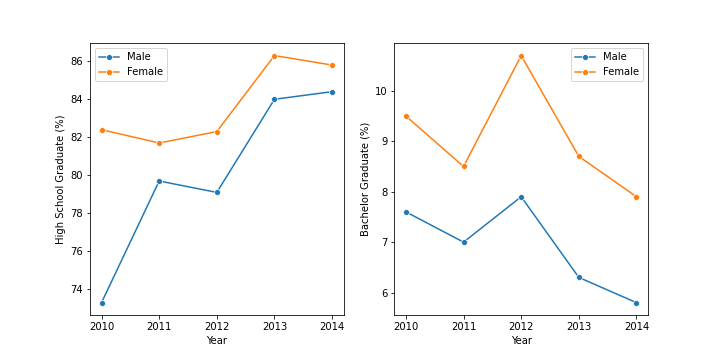 Male
Female
High School Graduate (%)
86
84
82
80
78
76
74
2010 2011 2012 2013 2014
Year
Male
Female
Bachelor Graduate (%)
10
9
8
7
6
2010 2011 2012 2013 2014
Year